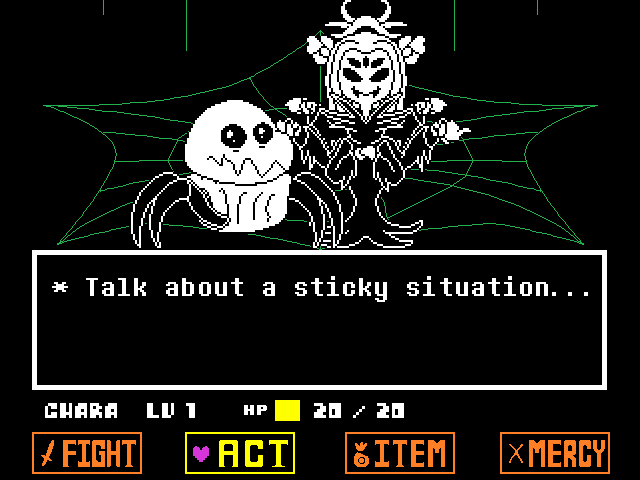 * Talk about a sticky situation...
CHARA LV 1 HP 20 / 20
FIGHT ACT ITEM MERCY